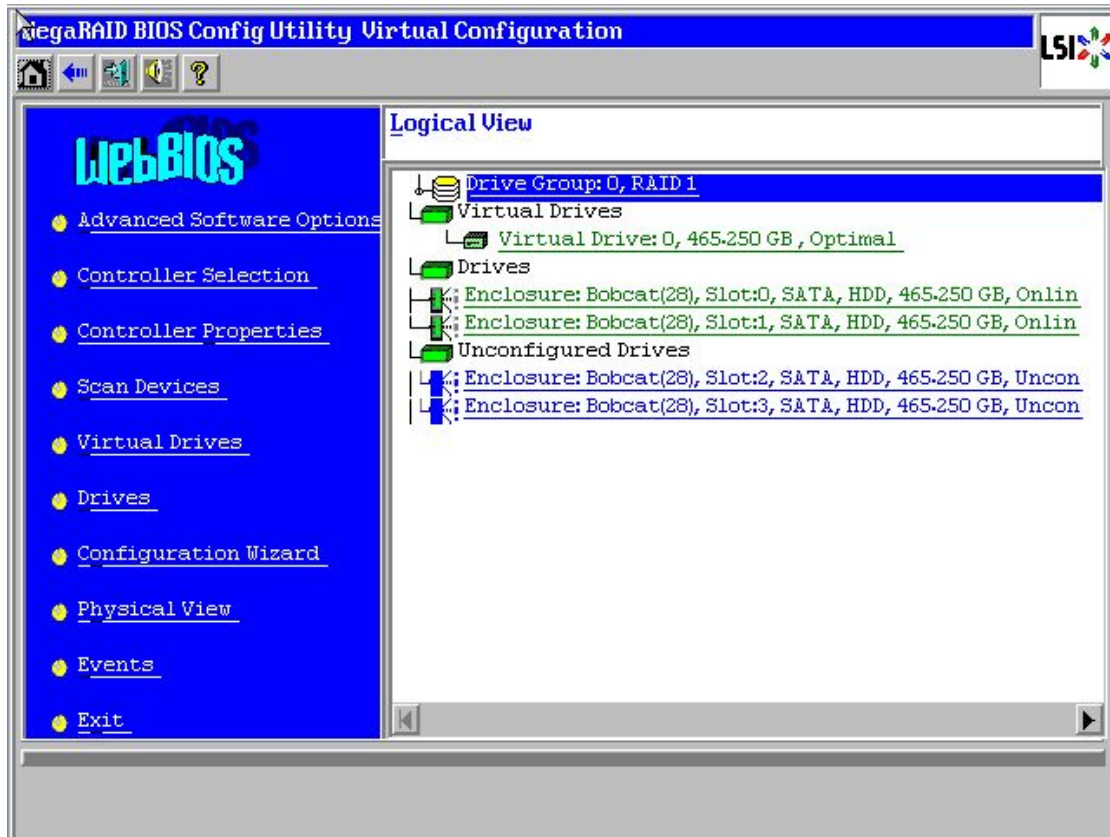 MegaRAID BIOS Config Utility Virtual Configuration
LSI
?
WebBIOS
Advanced Software Options
Controller Selection
Controller Properties
Scan Devices
Virtual Drives
Drives
Configuration Wizard
Physical View
Events
Exit
Logical View
Drive Group: 0, RAID 1
Virtual Drives
Virtual Drive: 0, 465.250 GB , Optimal
Drives
Enclosure: Bobcat(28), Slot:0, SATA, HDD, 465.250 GB, Onlin
Enclosure: Bobcat(28), Slot:1, SATA, HDD, 465.250 GB, Onlin
Unconfigured Drives
Enclosure: Bobcat(28), Slot:2, SATA, HDD, 465.250 GB, Uncon
Enclosure: Bobcat(28), Slot:3, SATA, HDD, 465.250 GB, Uncon